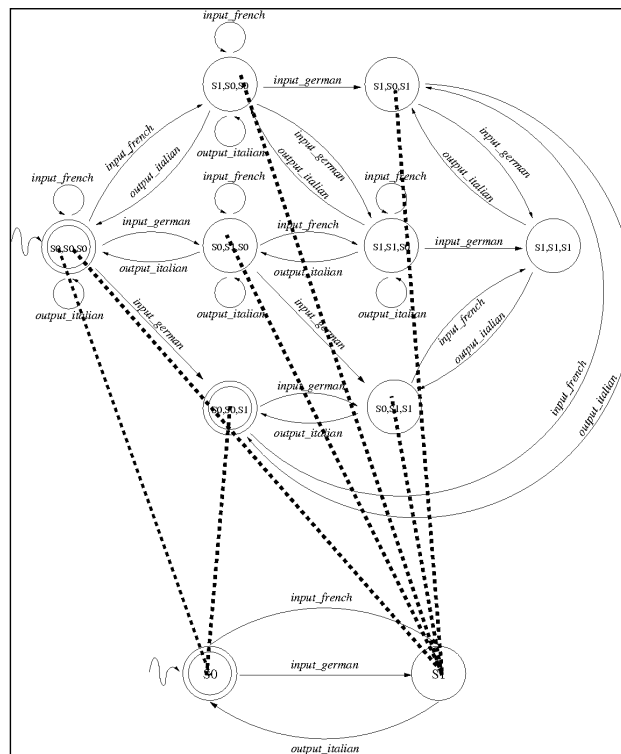 input_french
S1,S0,S0
input_german
S1,S0,S1
output_italian
input_french
output_italian
input_german
output_italian
input_german
output_italian
input_french
input_french
input_french
input_german
input_french
S0,S0,S0
S0,S1,S0
S1,S1,S0
input_german
S1,S1,S1
output_italian
output_italian
output_italian
output_italian
output_italian
input_german
input_german
input_french
output_italian
input_french
output_italian
input_german
S0,S0,S1
S0,S1,S1
output_italian
input_french
S0
input_german
S1
output_italian